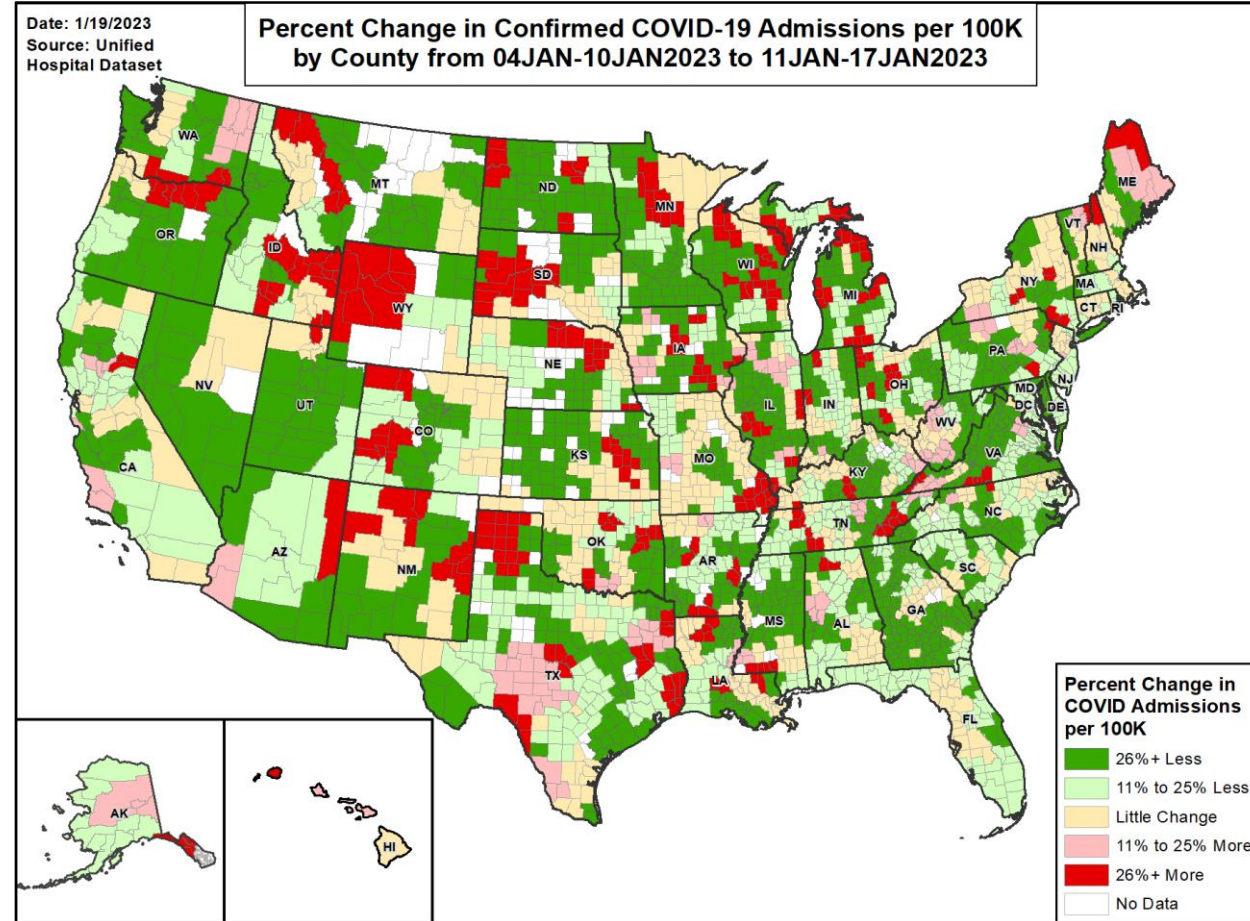 Date: 1/19/2023
Source: Unified
Hospital Dataset
Percent Change in Confirmed COVID-19 Admissions per 100K
by County from 04JAN-10JAN2023 to 11JAN-17JAN2023
WA
MT
ND
MN
ME
OR
ID
WY
SD
WI
MI
VT
NH
NY
MA
CT
RI
NV
UT
CO
NE
IA
IL
IN
OH
PA
NJ
MD
DC
DE
CA
AZ
NM
KS
MO
KY
WV
VA
OK
AR
TN
NC
SC
TX
LA
MS
AL
GA
FL
AK
HI
Percent Change in
COVID Admissions
per 100K
26%+ Less
11% to 25% Less
Little Change
11% to 25% More
26%+ More
No Data